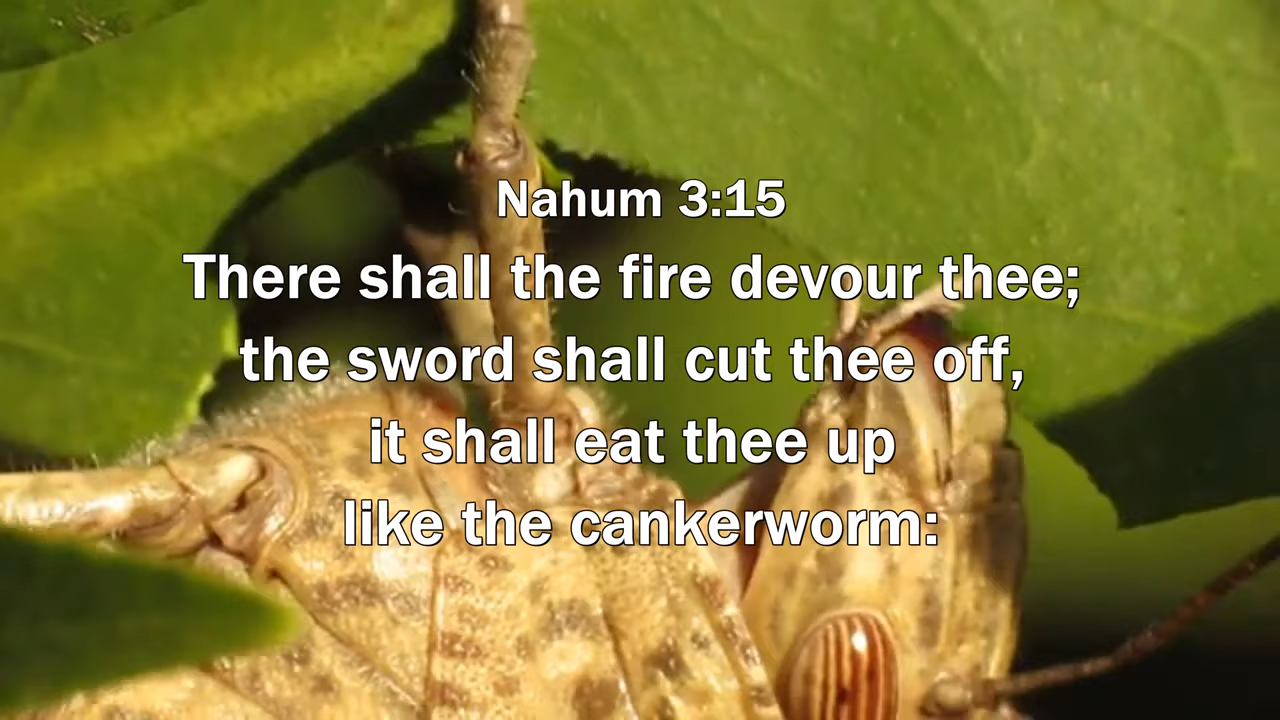 Nahum 3:15
There shall the fire devour thee;
the sword shall cut thee off,
it shall eat thee up
like the cankerworm: